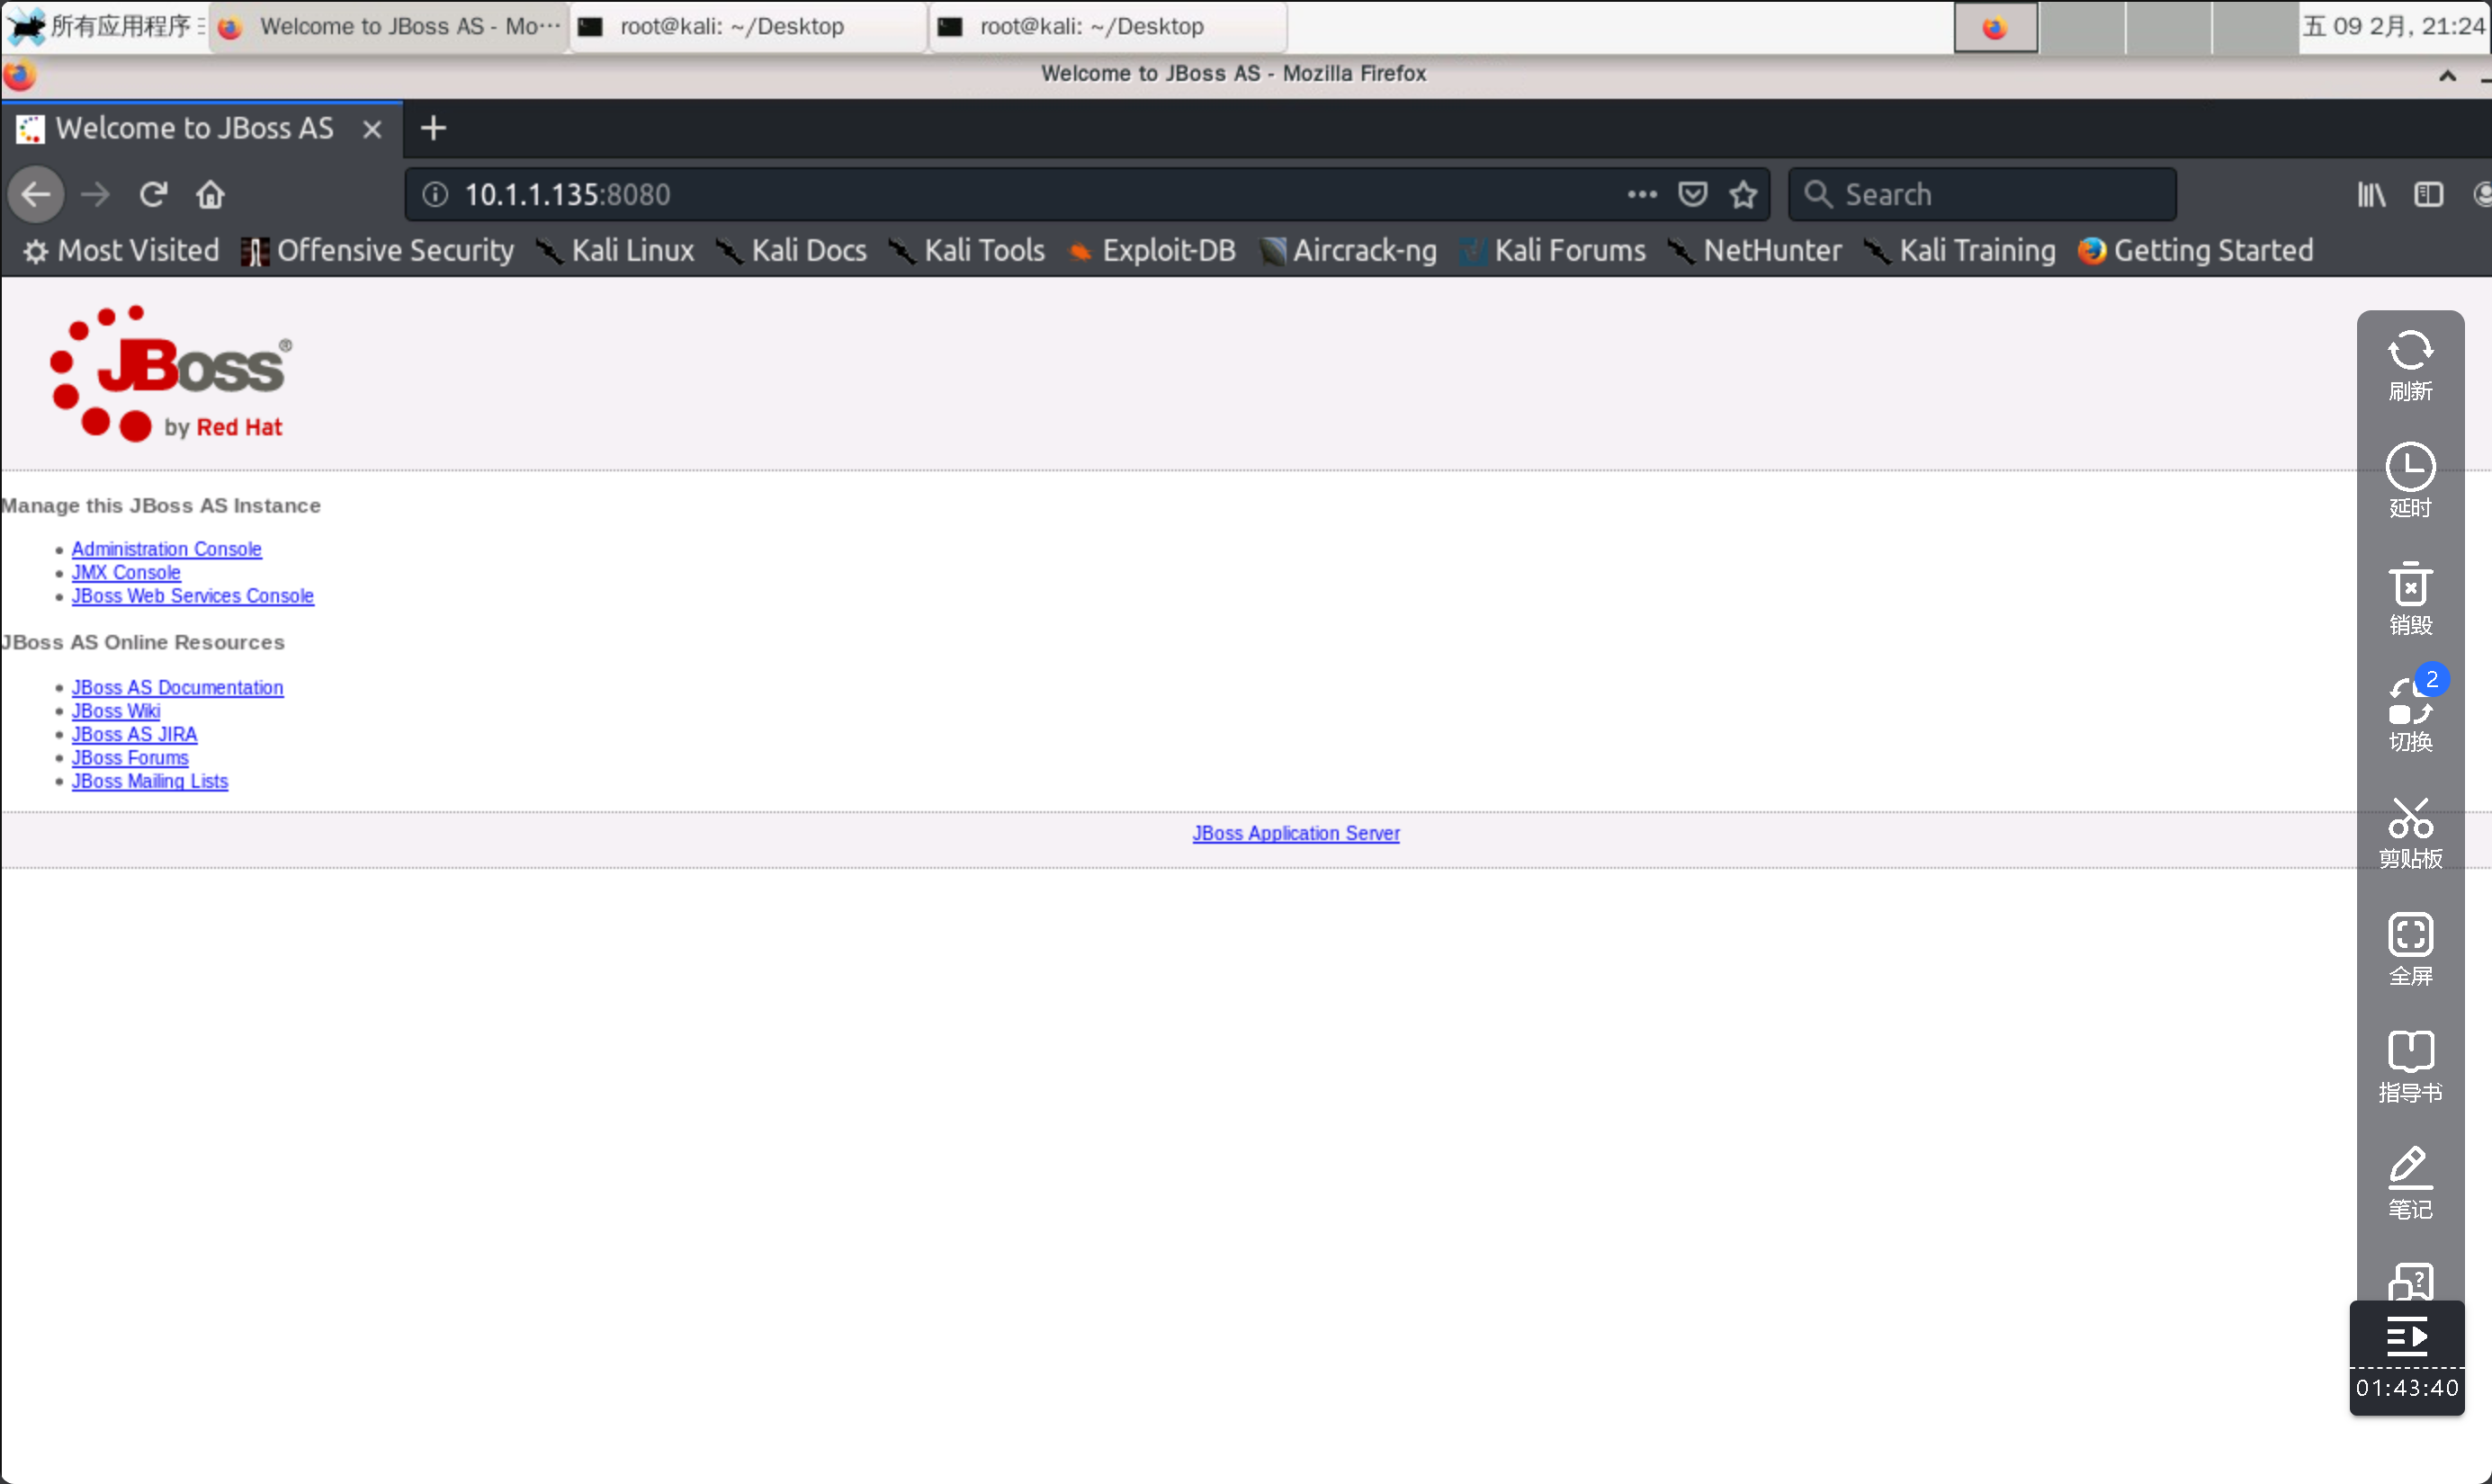 所有应用程序 Welcome to JBoss AS - Mo··· root@kali: ~/Desktop root@kali: ~/Desktop 五 09 2月, 21:24
Welcome to JBoss AS - Mozilla Firefox
Welcome to JBoss AS
10.1.1.135:8080 Search
Most Visited Offensive Security Kali Linux Kali Docs Kali Tools Exploit-DB Aircrack-ng Kali Forums NetHunter Kali Training Getting Started
JBoss®
by Red Hat
Manage this JBoss AS Instance
Administration Console
JMX Console
JBoss Web Services Console
JBoss AS Online Resources
JBoss AS Documentation
JBoss Wiki
JBoss AS JIRA
JBoss Forums
JBoss Mailing Lists
JBoss Application Server
刷新
延时
销毁
2
切换
剪贴板
全屏
指导书
笔记
01:43:40